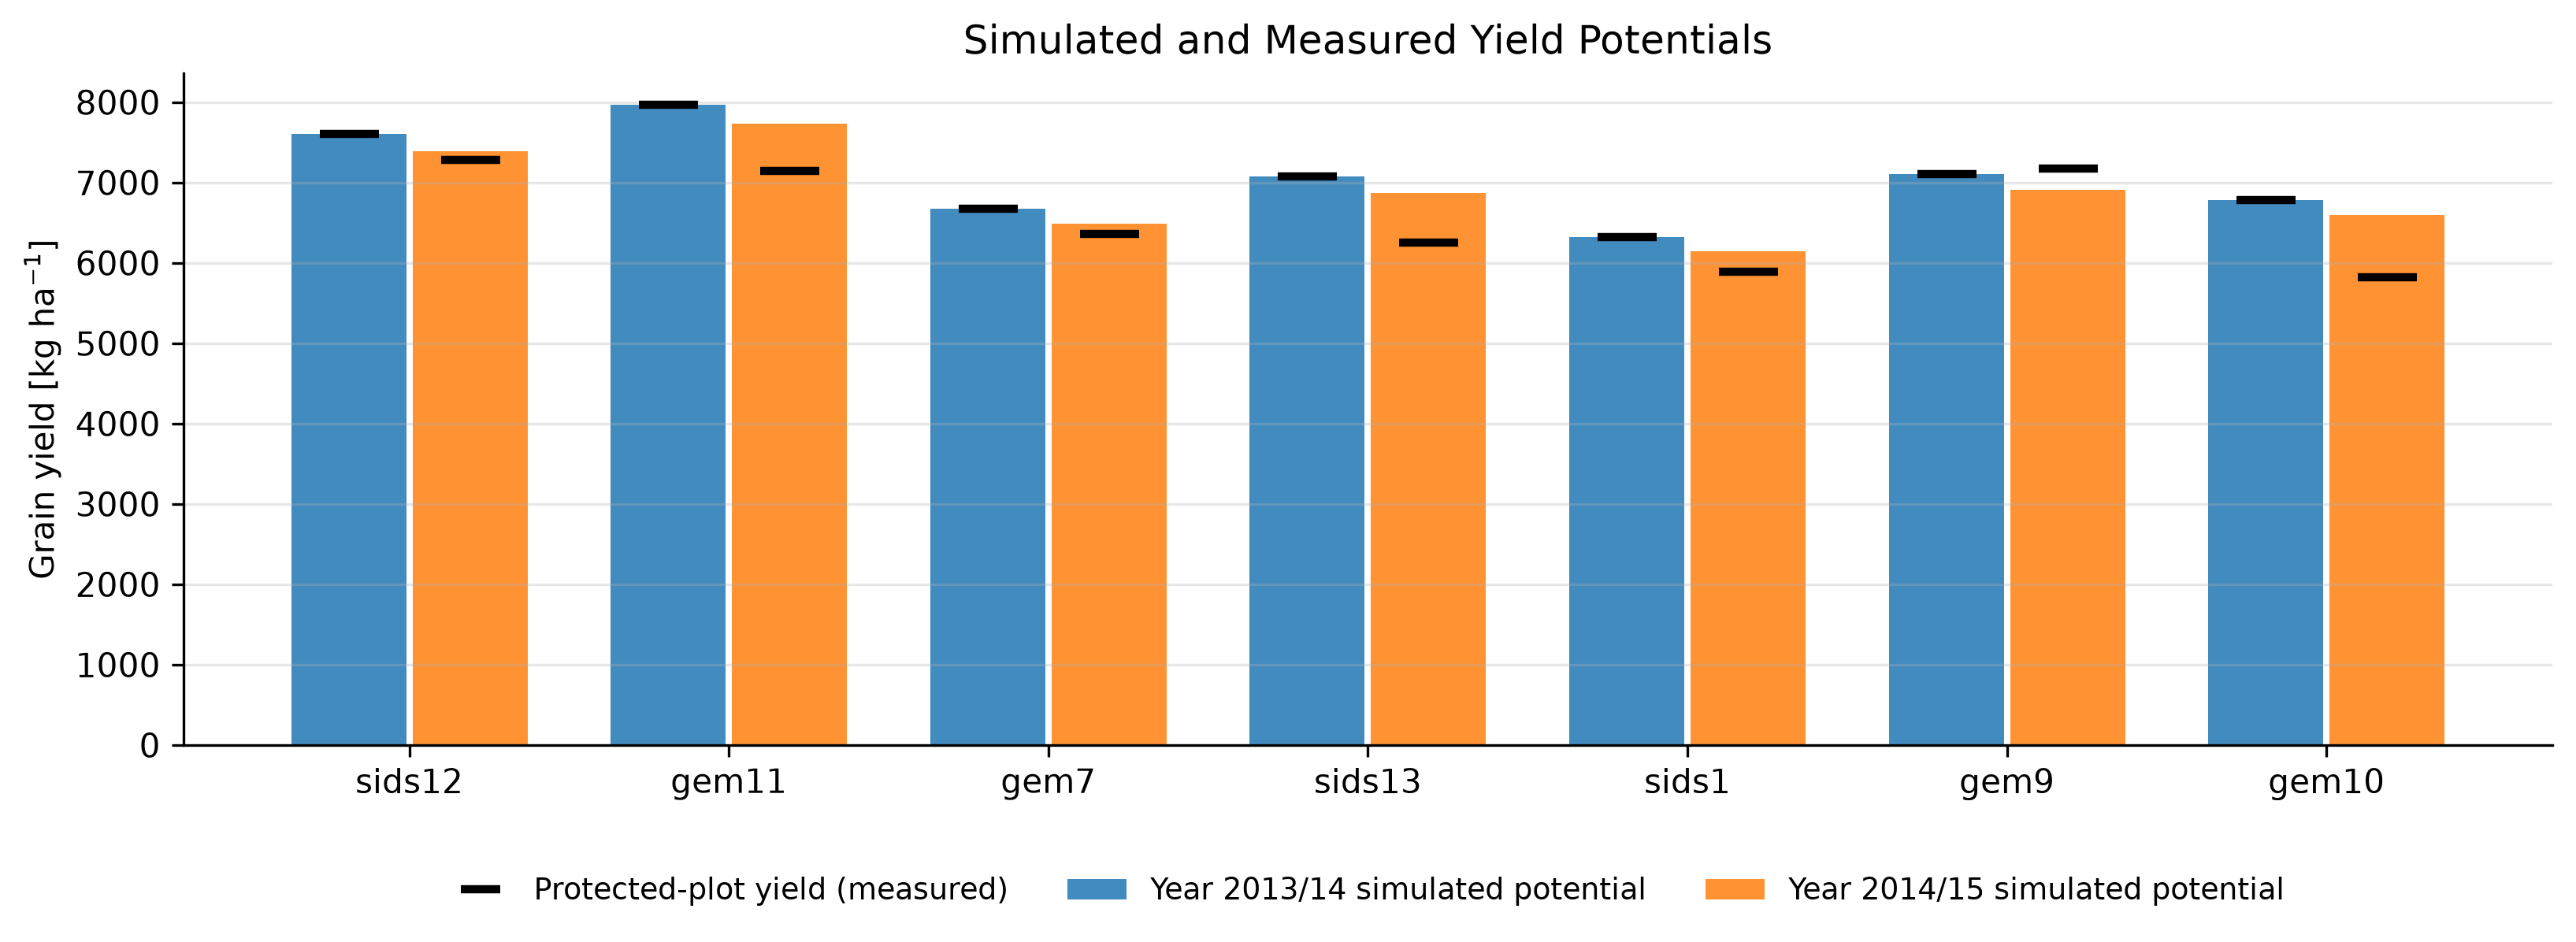 Simulated and Measured Yield Potentials
Grain yield [kg ha⁻¹]
8000
7000
6000
5000
4000
3000
2000
1000
0
sids12 gem11 gem7 sids13 sids1 gem9 gem10
Protected-plot yield (measured) Year 2013/14 simulated potential Year 2014/15 simulated potential